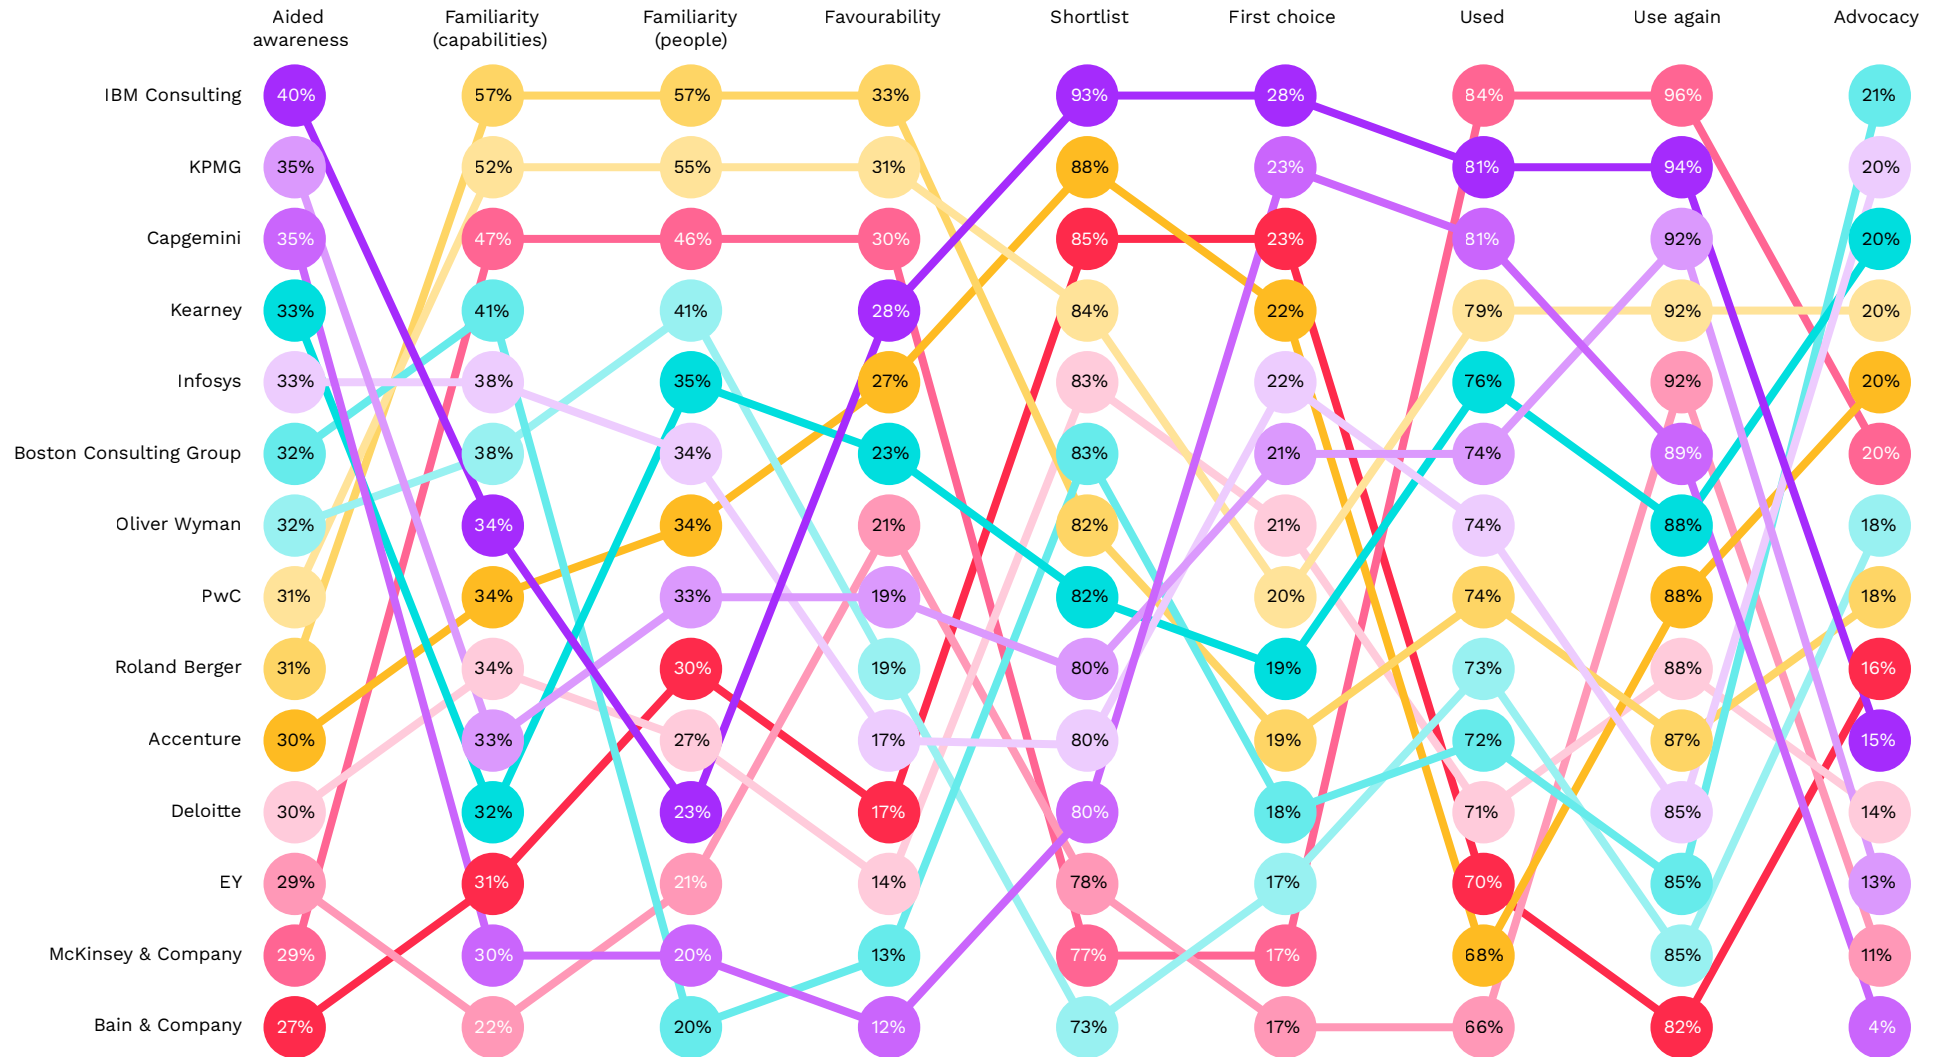 Aided awareness
Familiarity (capabilities)
Familiarity (people)
Favourability
Shortlist
First choice
Used
Use again
Advocacy
IBM Consulting 40% 57% 57% 33% 93% 28% 84% 96% 21%
KPMG 35% 52% 55% 31% 88% 23% 81% 94% 20%
Capgemini 35% 47% 46% 30% 85% 23% 81% 92% 20%
Kearney 33% 41% 41% 28% 84% 22% 79% 92% 20%
Infosys 33% 38% 35% 27% 83% 22% 76% 92% 20%
Boston Consulting Group 32% 38% 34% 23% 83% 21% 74% 89% 20%
Oliver Wyman 32% 34% 34% 21% 82% 21% 74% 88% 18%
PwC 31% 34% 33% 19% 82% 20% 74% 88% 18%
Roland Berger 31% 34% 30% 19% 80% 19% 73% 88% 16%
Accenture 30% 33% 27% 17% 80% 19% 72% 87% 15%
Deloitte 30% 32% 23% 17% 80% 18% 71% 85% 14%
EY 29% 31% 21% 14% 78% 17% 70% 85% 13%
McKinsey & Company 29% 30% 20% 13% 77% 17% 68% 85% 11%
Bain & Company 27% 22% 20% 12% 73% 17% 66% 82% 4%